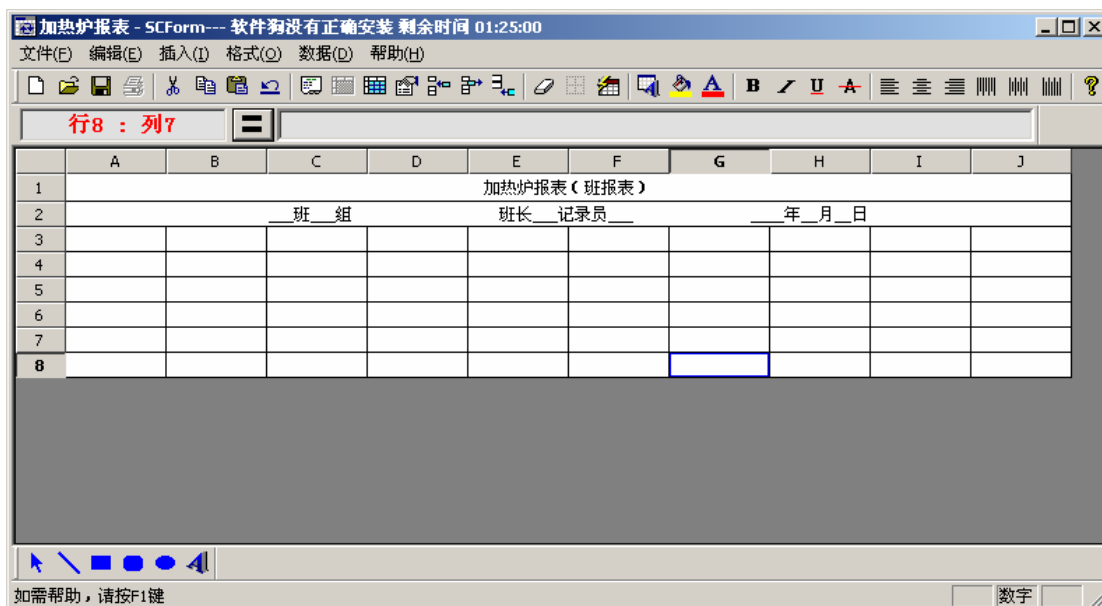 加热炉报表 - SCForm--- 软件狗没有正确安装 剩余时间 01:25:00
文件(F) 编辑(E) 插入(I) 格式(O) 数据(D) 帮助(H)
B I U A
行8 : 列7 =
A B C D E F G H I J
1 加热炉报表(班报表)
2 ___班___组 班长___记录员___ ____年__月__日
3
4
5
6
7
8
如需帮助,请按F1键 数字